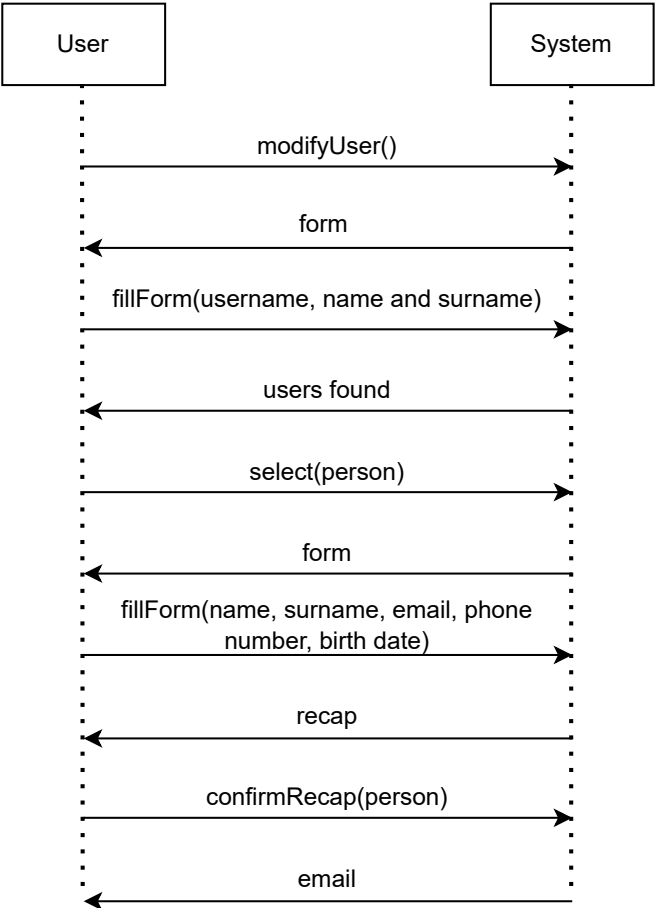 User
System
modifyUser()
form
fillForm(username, name and surname)
users found
select(person)
form
fillForm(name, surname, email, phone
number, birth date)
recap
confirmRecap(person)
email